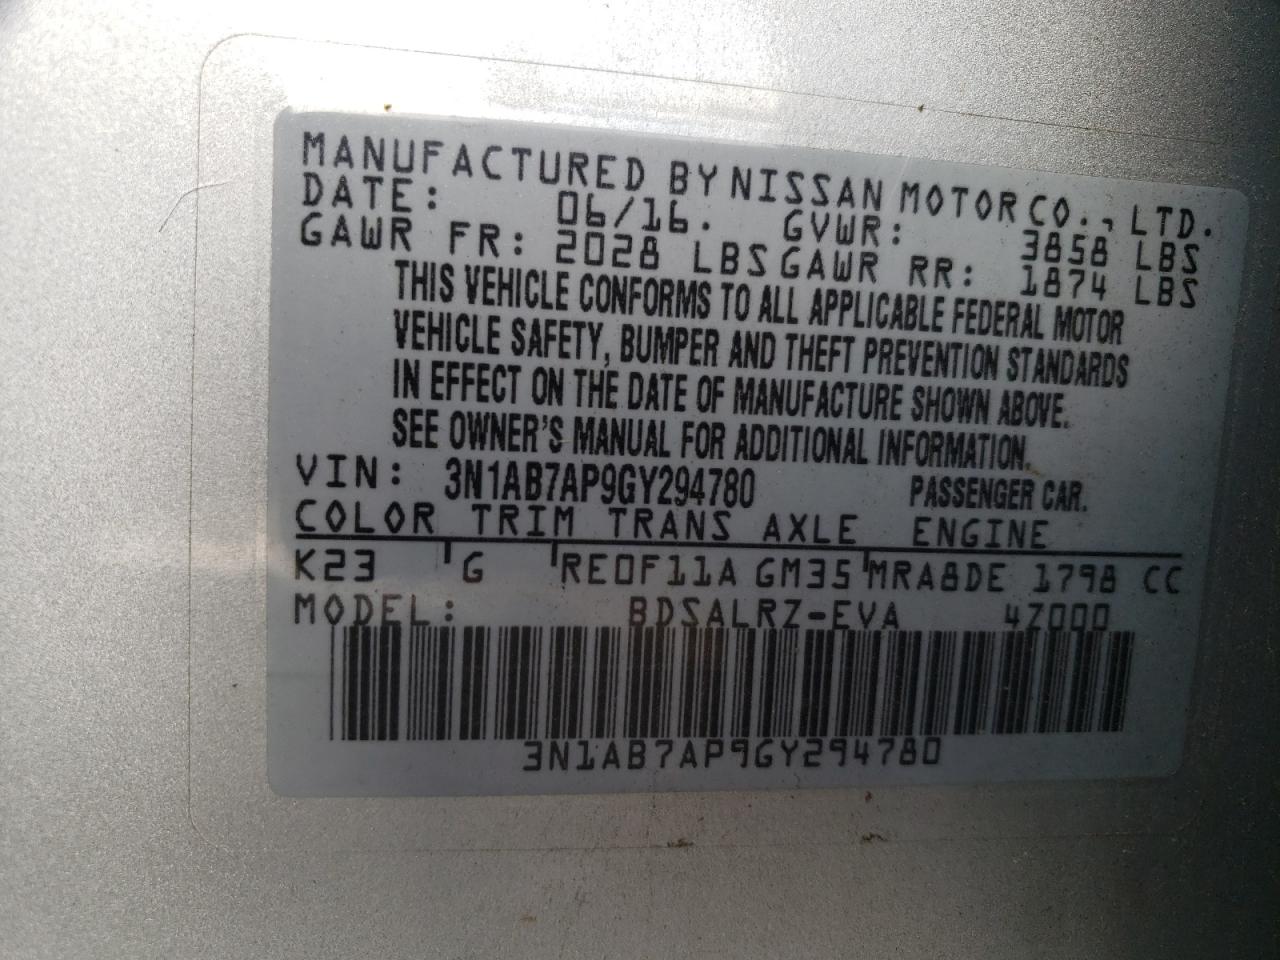 MANUFACTURED BY NISSAN MOTOR CO., LTD.
DATE: 06/16. GVWR: 3858 LBS
GAWR FR: 2028 LBS GAWR RR: 1874 LBS
THIS VEHICLE CONFORMS TO ALL APPLICABLE FEDERAL MOTOR
VEHICLE SAFETY, BUMPER AND THEFT PREVENTION STANDARDS
IN EFFECT ON THE DATE OF MANUFACTURE SHOWN ABOVE.
SEE OWNER'S MANUAL FOR ADDITIONAL INFORMATION.
VIN: 3N1AB7AP9GY294780 PASSENGER CAR.
COLOR TRIM TRANS AXLE ENGINE
K23 G RE0F11A GM35 MRA8DE 1798 CC
MODEL: BDSALRZ-EVA 4Z000
3N1AB7AP9GY294780